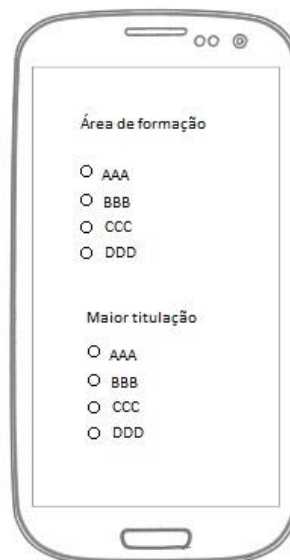 Área de formação
AAA
BBB
CCC
DDD
Maior titulação
AAA
BBB
CCC
DDD